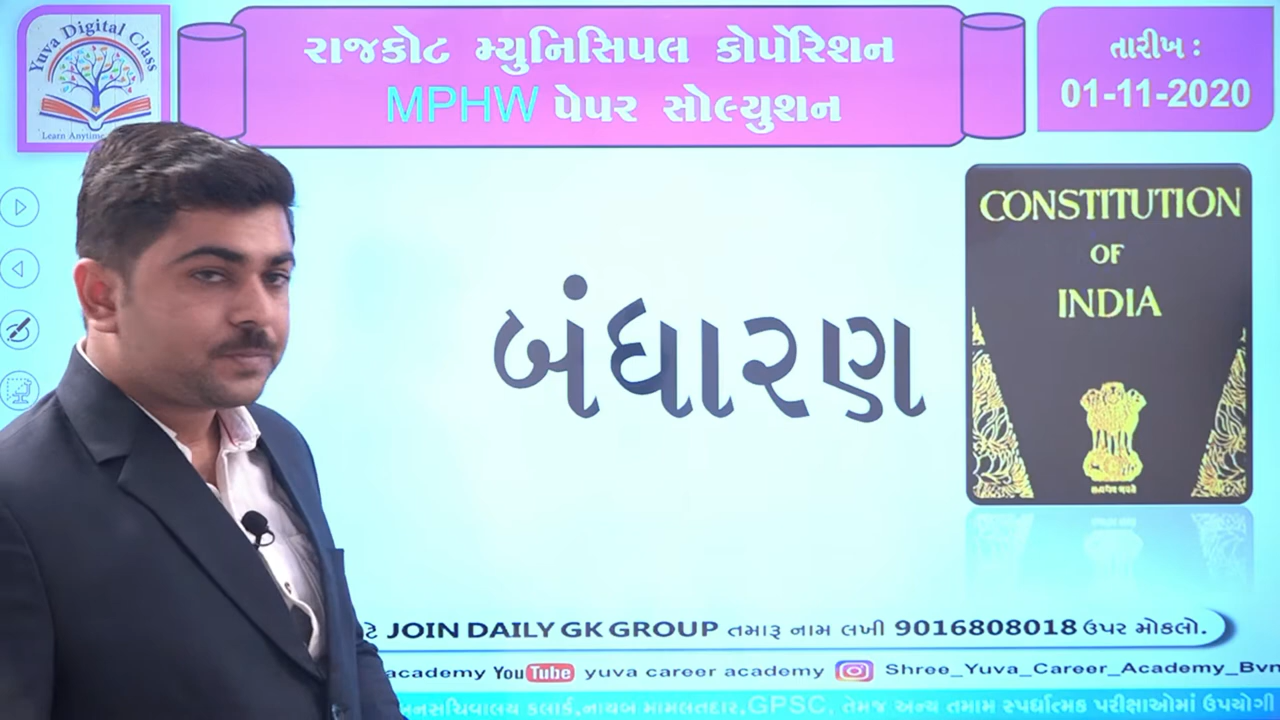 Yuva Digital Class
Learn Anytime
રાજકોટ મ્યુનિસિપલ કોર્પોરેશન
MPHW પેપર સોલ્યુશન
તારીખ :
01-11-2020
CONSTITUTION
OF
INDIA
બંધારણ
JOIN DAILY GK GROUP તમારૂ નામ લખી 9016808018 ઉપર મોકલો.
academy YouTube yuva career academy Shree_Yuva_Career_Academy_Bvn
કલાર્ક,નાયબ મામલતદાર,GPSC, તેમજ અન્ય તમામ સ્પર્ધાત્મક પરીક્ષાઓમાં ઉપયોગી